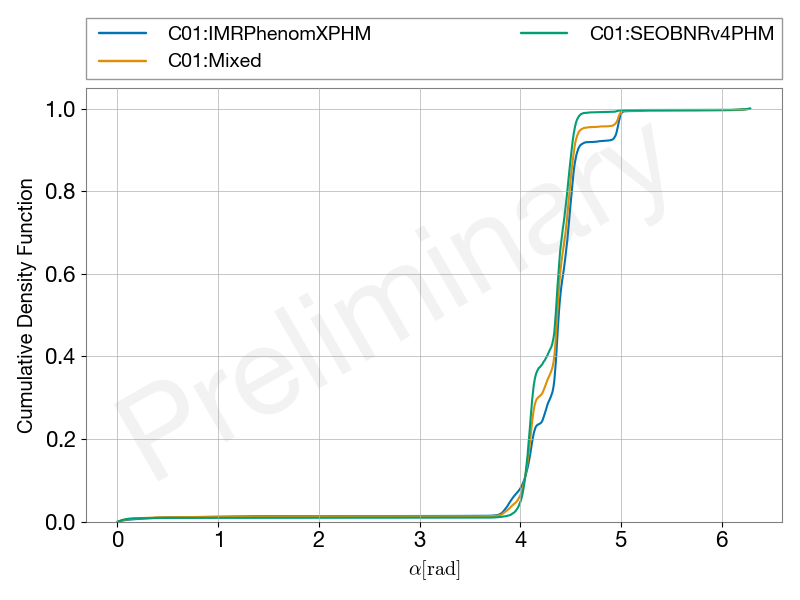 C01:IMRPhenomXPHM
C01:Mixed
C01:SEOBNRv4PHM
Cumulative Density Function
1.0
0.8
0.6
0.4
0.2
0.0
Preliminary
0 1 2 3 4 5 6
α[rad]